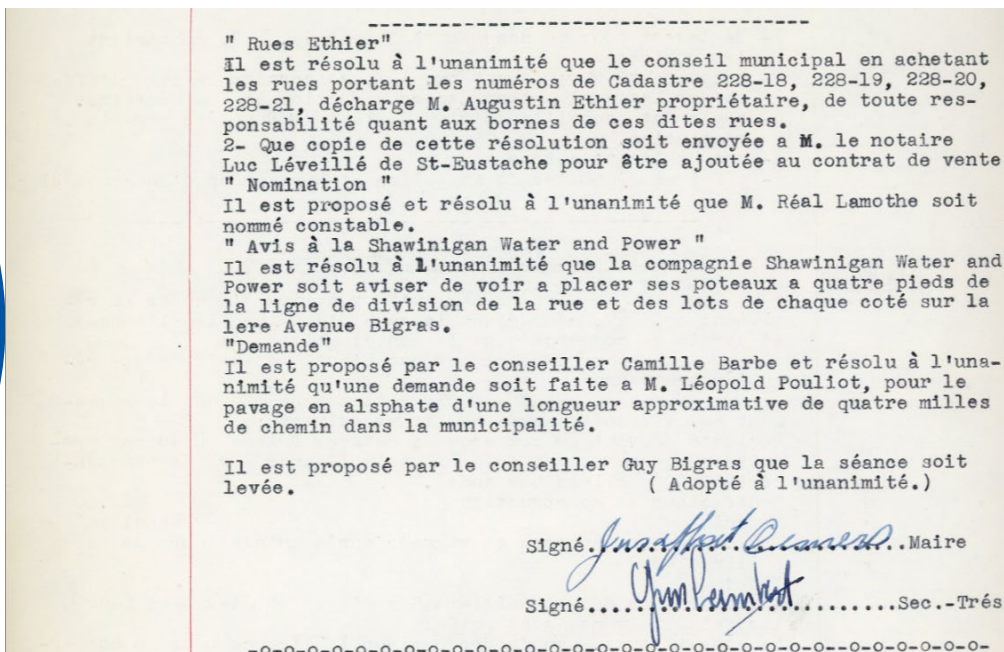 " Rues Ethier"
Il est résolu à l'unanimité que le conseil municipal en achetant
les rues portant les numéros de Cadastre 228-18, 228-19, 228-20,
228-21, décharge M. Augustin Ethier propriétaire, de toute res-
ponsabilité quant aux bornes de ces dites rues.
2- Que copie de cette résolution soit envoyée a M. le notaire
Luc Léveillé de St-Eustache pour être ajoutée au contrat de vente
" Nomination "
Il est proposé et résolu à l'unanimité que M. Réal Lamothe soit
nommé constable.
" Avis à la Shawinigan Water and Power "
Il est résolu à l'unanimité que la compagnie Shawinigan Water and
Power soit aviser de voir a placer ses poteaux a quatre pieds de
la ligne de division de la rue et des lots de chaque coté sur la
1ere Avenue Bigras.
"Demande"
Il est proposé par le conseiller Camille Barbe et résolu à l'una-
nimité qu'une demande soit faite a M. Léopold Pouliot, pour le
pavage en alsphate d'une longueur approximative de quatre milles
de chemin dans la municipalité.
Il est proposé par le conseiller Guy Bigras que la séance soit
levée. ( Adopté à l'unanimité.)
Signé. Maire
Signé. Sec.-Trés